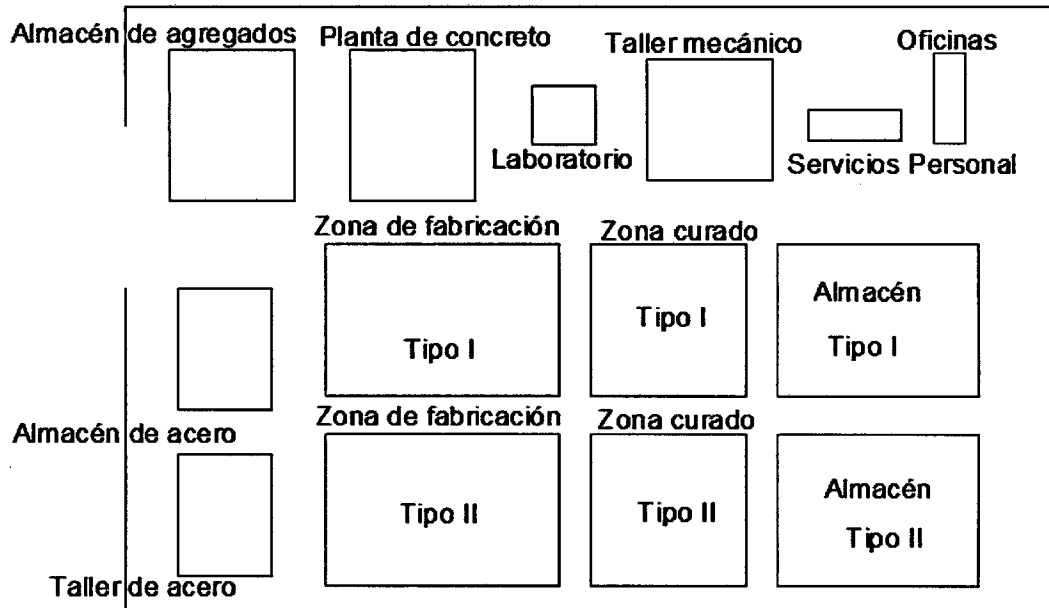 Almacén de agregados
Planta de concreto
Taller mecánico
Oficinas
Laboratorio
Servicios Personal
Zona de fabricación
Zona curado
Tipo I
Tipo I
Almacén
Tipo I
Almacén de acero
Zona de fabricación
Zona curado
Tipo II
Tipo II
Almacén
Tipo II
Taller de acero